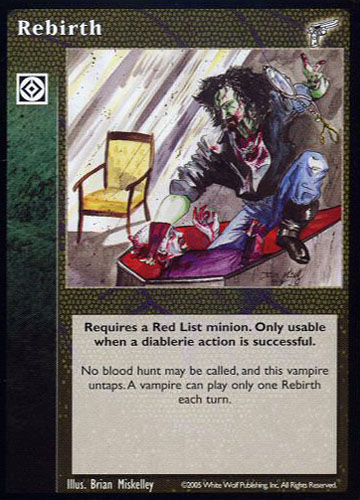 Rebirth
Requires a Red List minion. Only usable
when a diablerie action is successful.
No blood hunt may be called, and this vampire
untaps. A vampire can play only one Rebirth
each turn.
Illus. Brian Miskelley
©2005 White Wolf Publishing, Inc. All Rights Reserved.